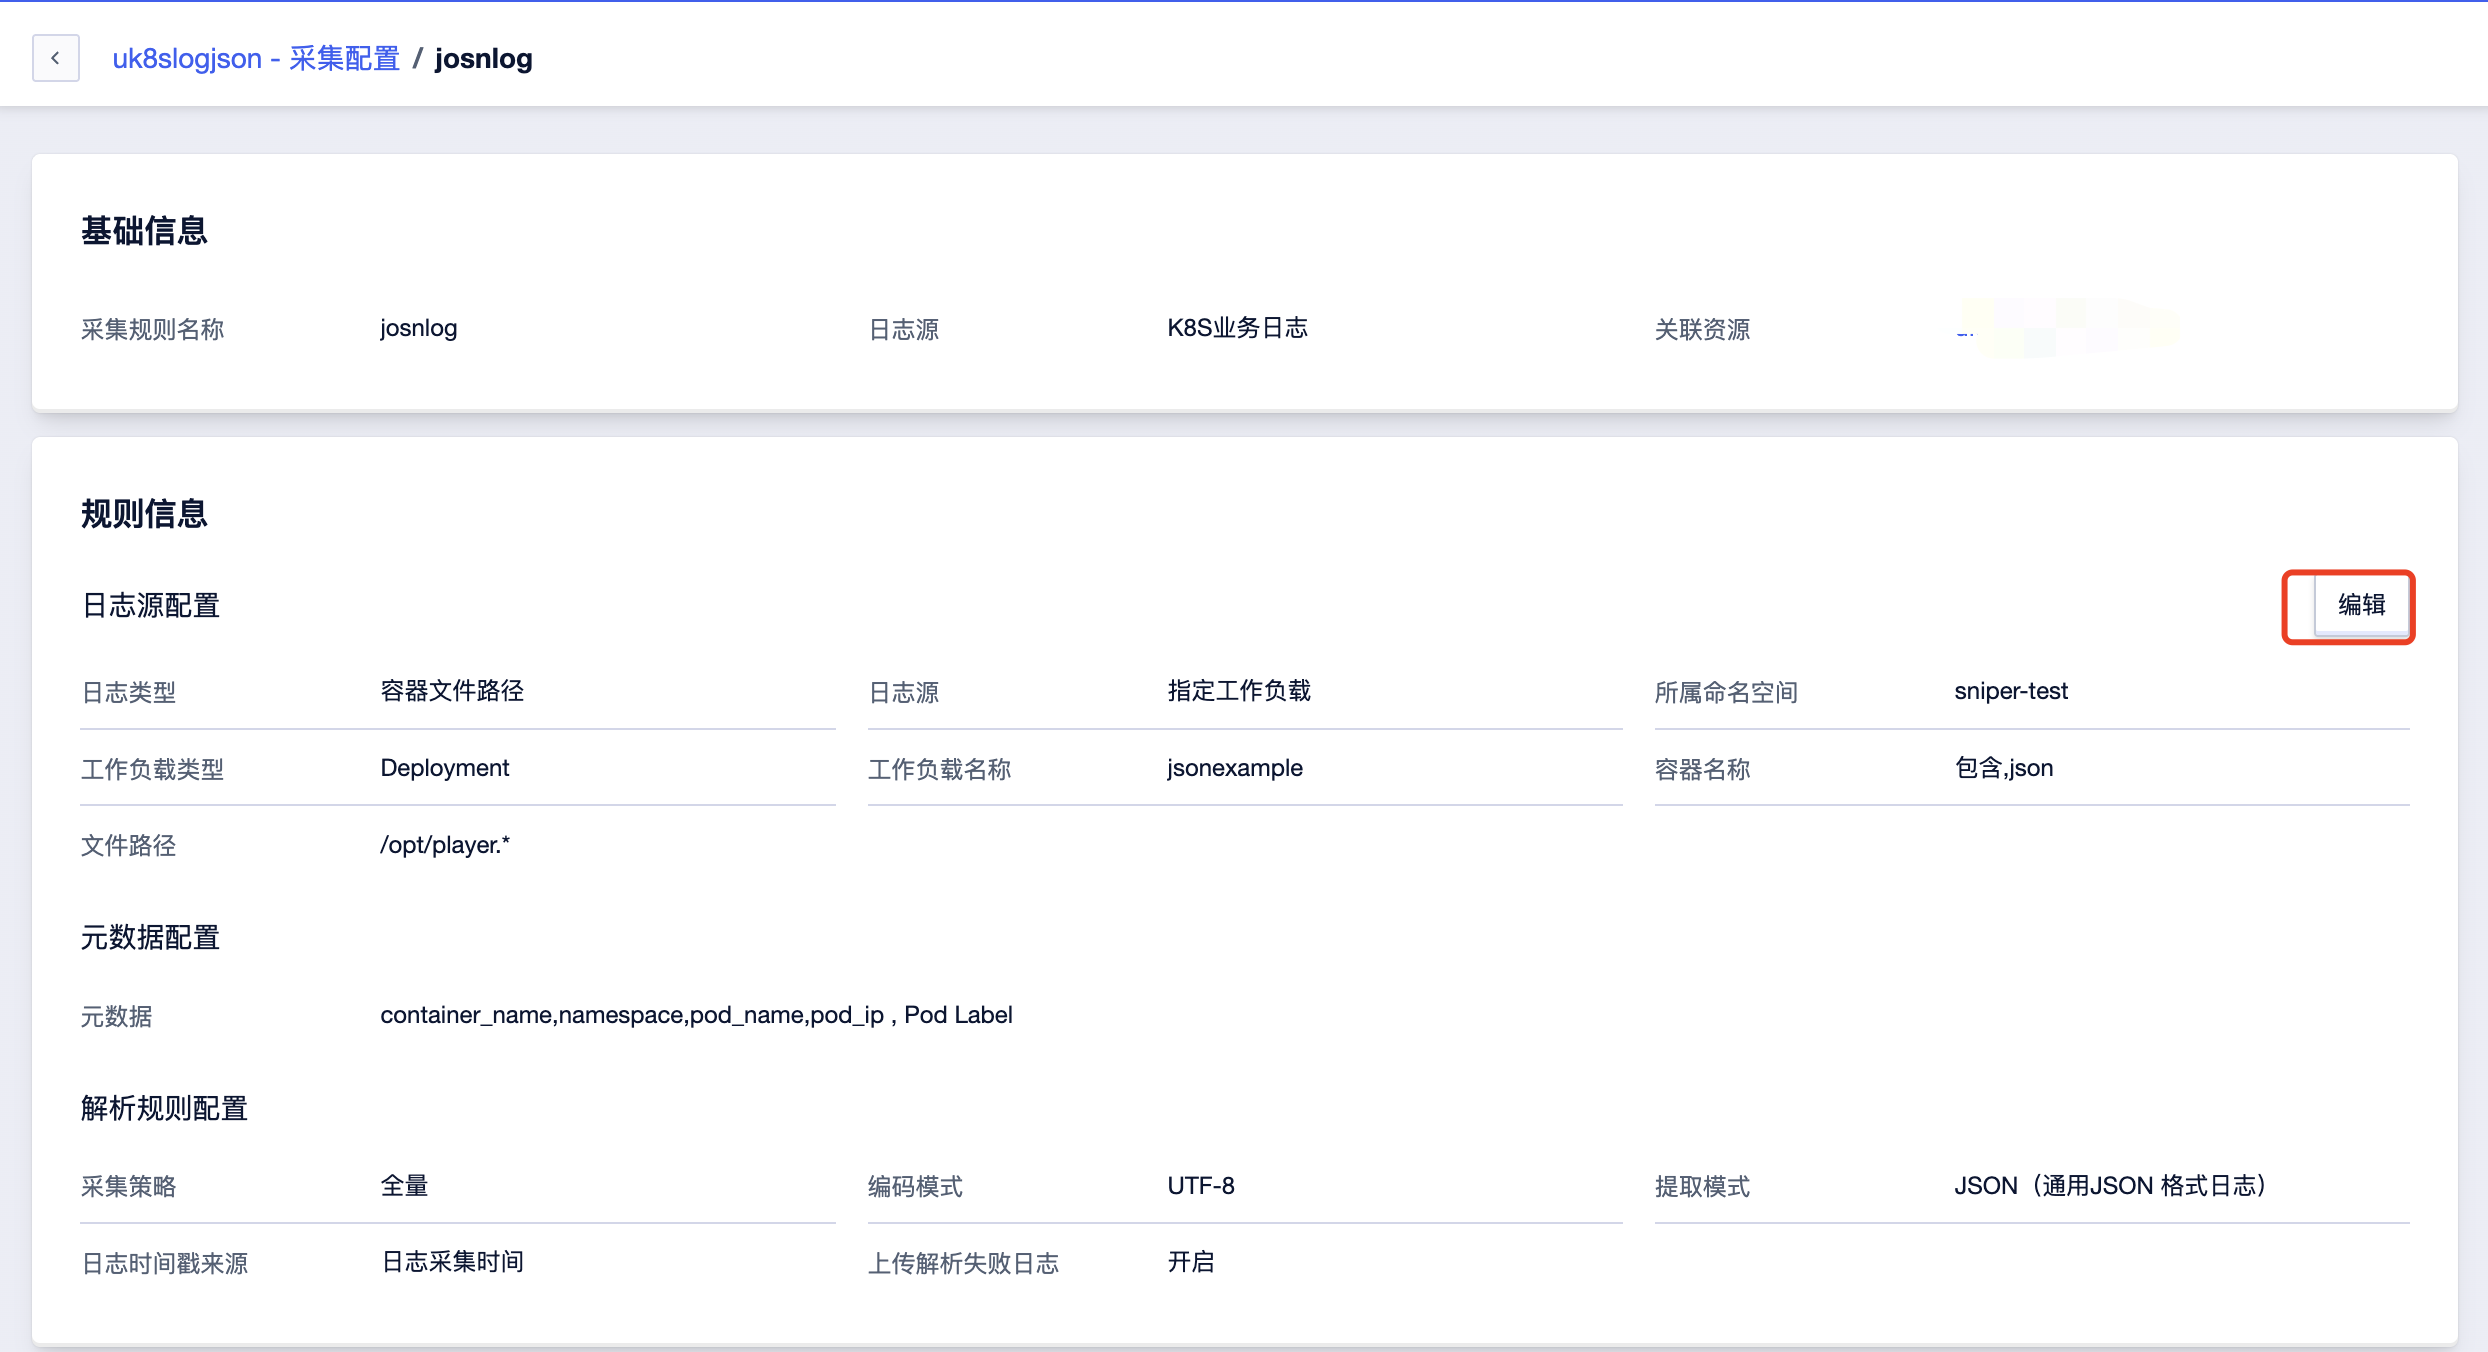 uk8slogjson - 采集配置 / josnlog
基础信息
采集规则名称 josnlog 日志源 K8S业务日志 关联资源
规则信息
日志源配置 编辑
日志类型 容器文件路径 日志源 指定工作负载 所属命名空间 sniper-test
工作负载类型 Deployment 工作负载名称 jsonexample 容器名称 包含,json
文件路径 /opt/player.*
元数据配置
元数据 container_name,namespace,pod_name,pod_ip , Pod Label
解析规则配置
采集策略 全量 编码模式 UTF-8 提取模式 JSON（通用JSON 格式日志）
日志时间戳来源 日志采集时间 上传解析失败日志 开启